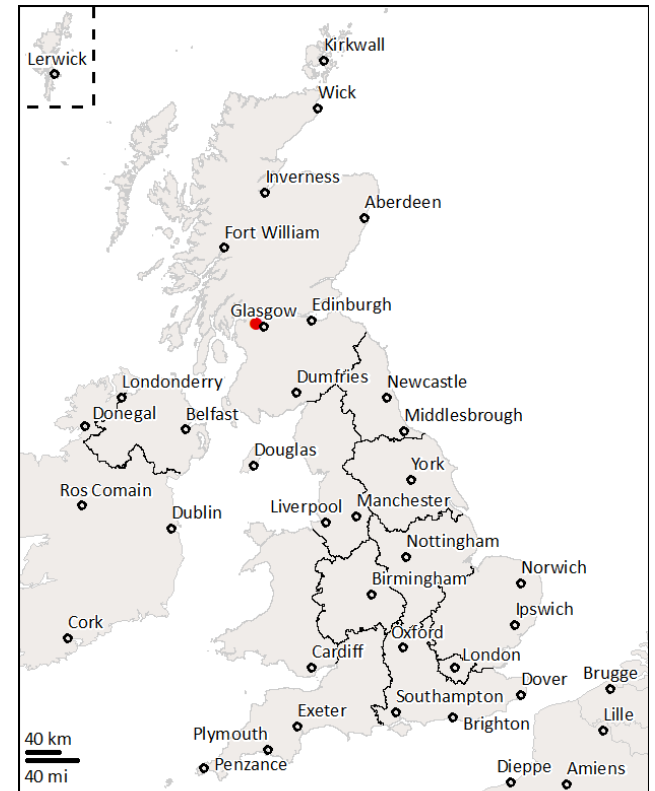 Lerwick
Kirkwall
Wick
Inverness
Aberdeen
Fort William
Glasgow
Edinburgh
Londonderry
Dumfries
Newcastle
Donegal
Belfast
Middlesbrough
Douglas
York
Ros Comain
Liverpool
Manchester
Dublin
Nottingham
Norwich
Birmingham
Ipswich
Cork
Oxford
Cardiff
London
Dover
Brugge
Southampton
Exeter
Brighton
Lille
Plymouth
40 km
40 mi
Penzance
Dieppe
Amiens